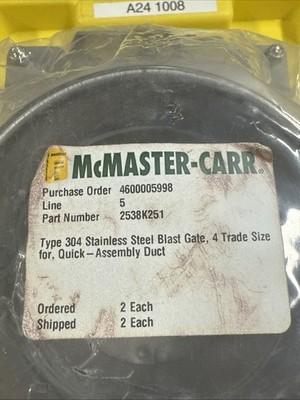 A24 1008
McMASTER-CARR®
Purchase Order 4600005998
Line 5
Part Number 2538K251
Type 304 Stainless Steel Blast Gate, 4 Trade Size
for, Quick-Assembly Duct
Ordered 2 Each
Shipped 2 Each